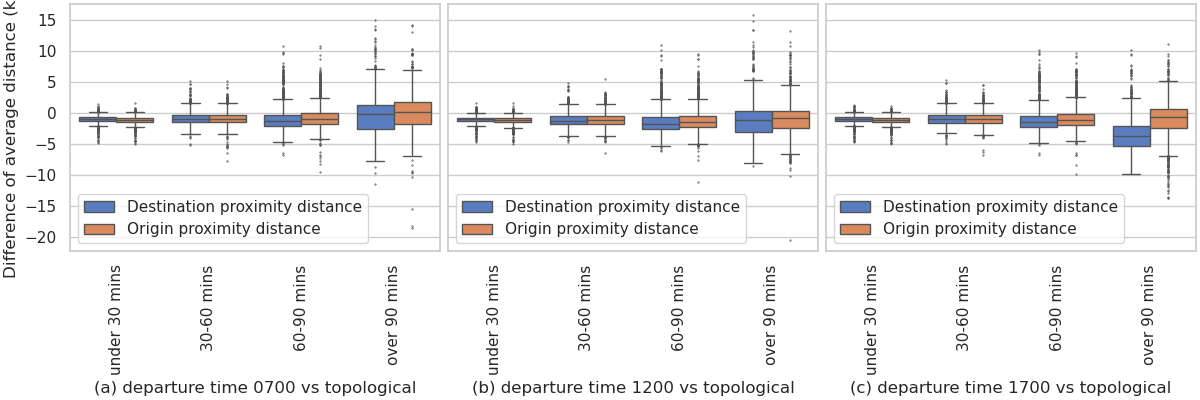 Difference of average distance (k
15
10
5
0
−5
−10
−15
−20
Destination proximity distance
Origin proximity distance
under 30 mins
30-60 mins
60-90 mins
over 90 mins
(a) departure time 0700 vs topological
Destination proximity distance
Origin proximity distance
under 30 mins
30-60 mins
60-90 mins
over 90 mins
(b) departure time 1200 vs topological
Destination proximity distance
Origin proximity distance
under 30 mins
30-60 mins
60-90 mins
over 90 mins
(c) departure time 1700 vs topological